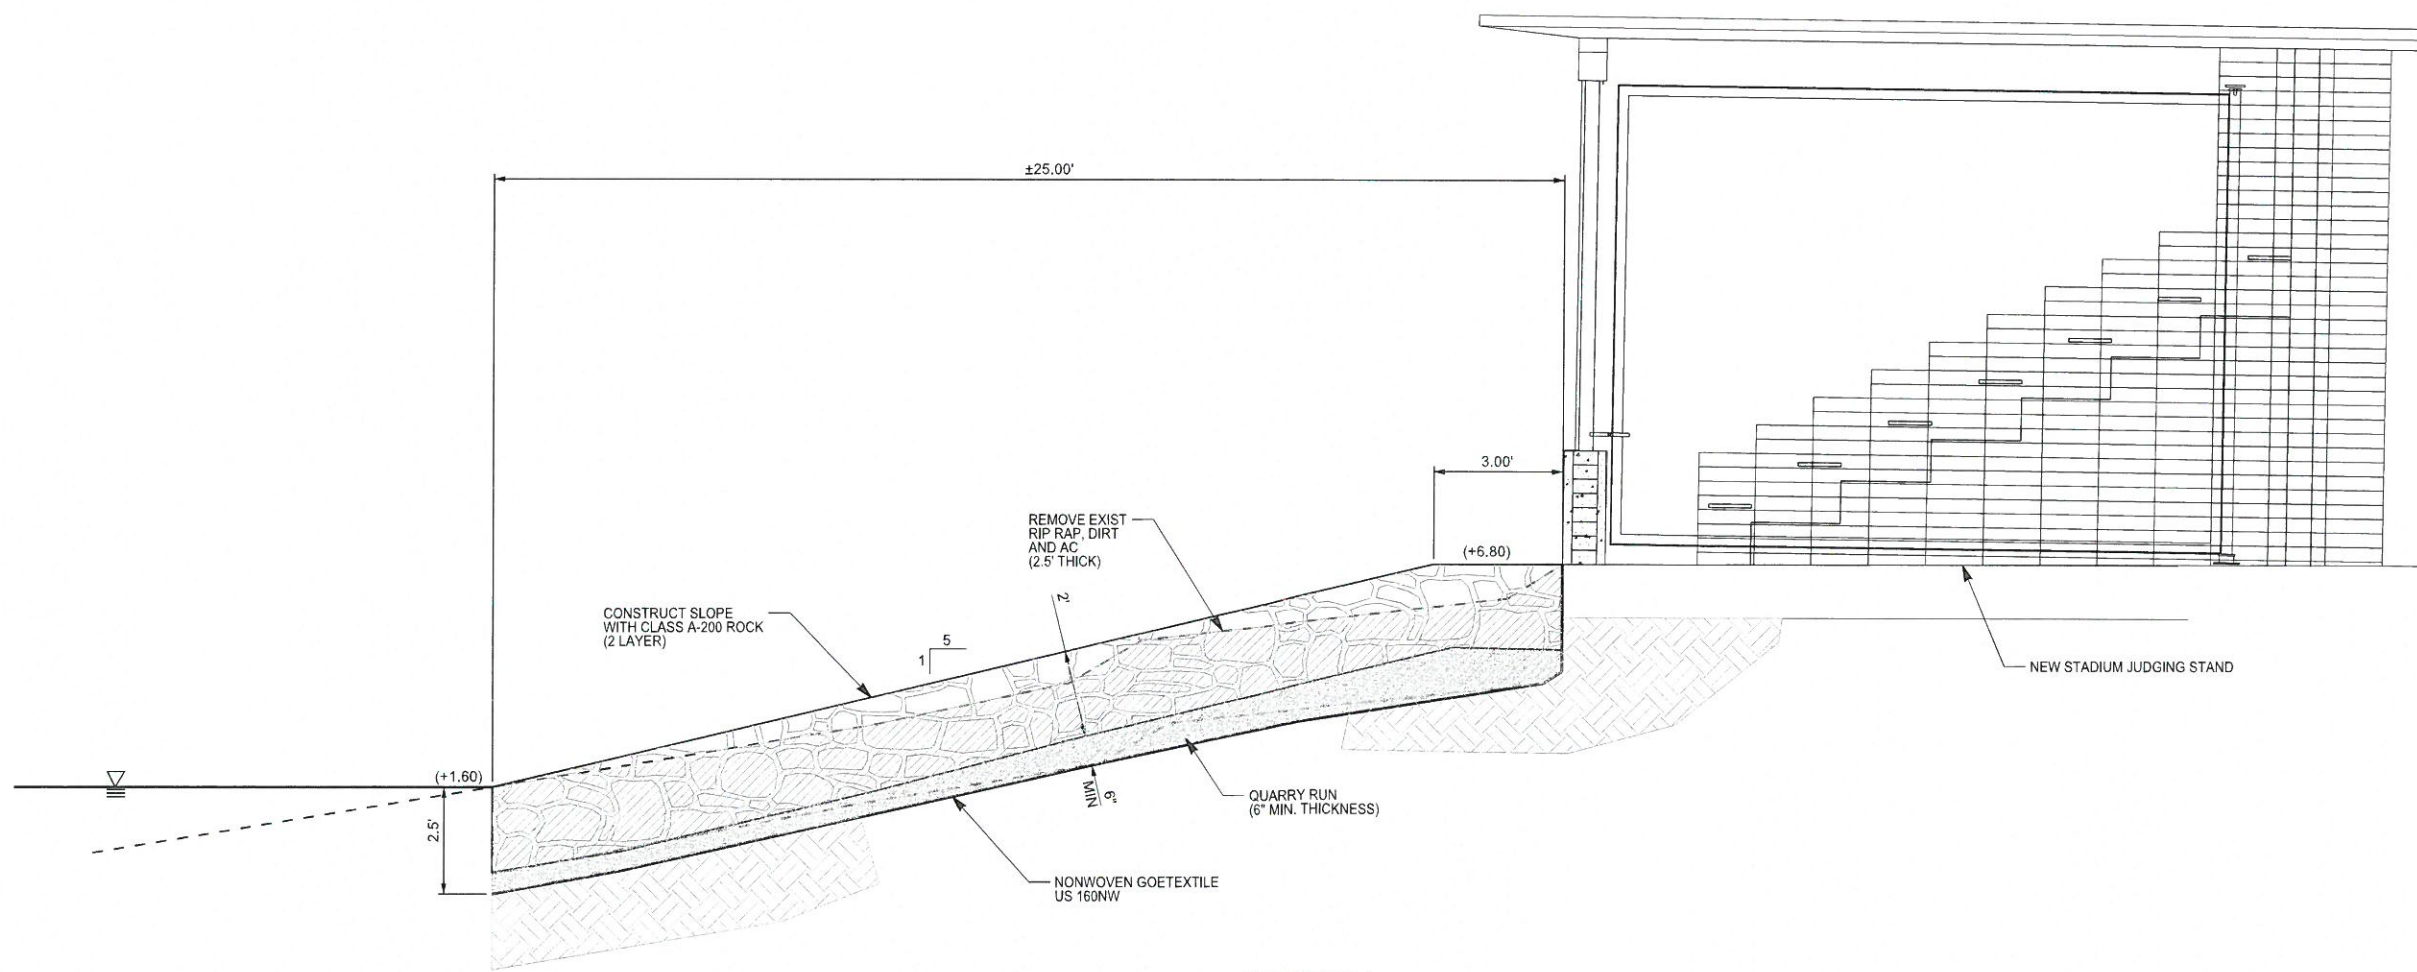 ±25.00'
3.00'
REMOVE EXIST
RIP RAP, DIRT
AND AC
(2.5' THICK)
(+6.80)
2'
CONSTRUCT SLOPE
WITH CLASS A-200 ROCK
(2 LAYER)
5
1
NEW STADIUM JUDGING STAND
(+1.60)
2.5'
6"
MIN
QUARRY RUN
(6" MIN. THICKNESS)
NONWOVEN GOETEXTILE
US 160NW